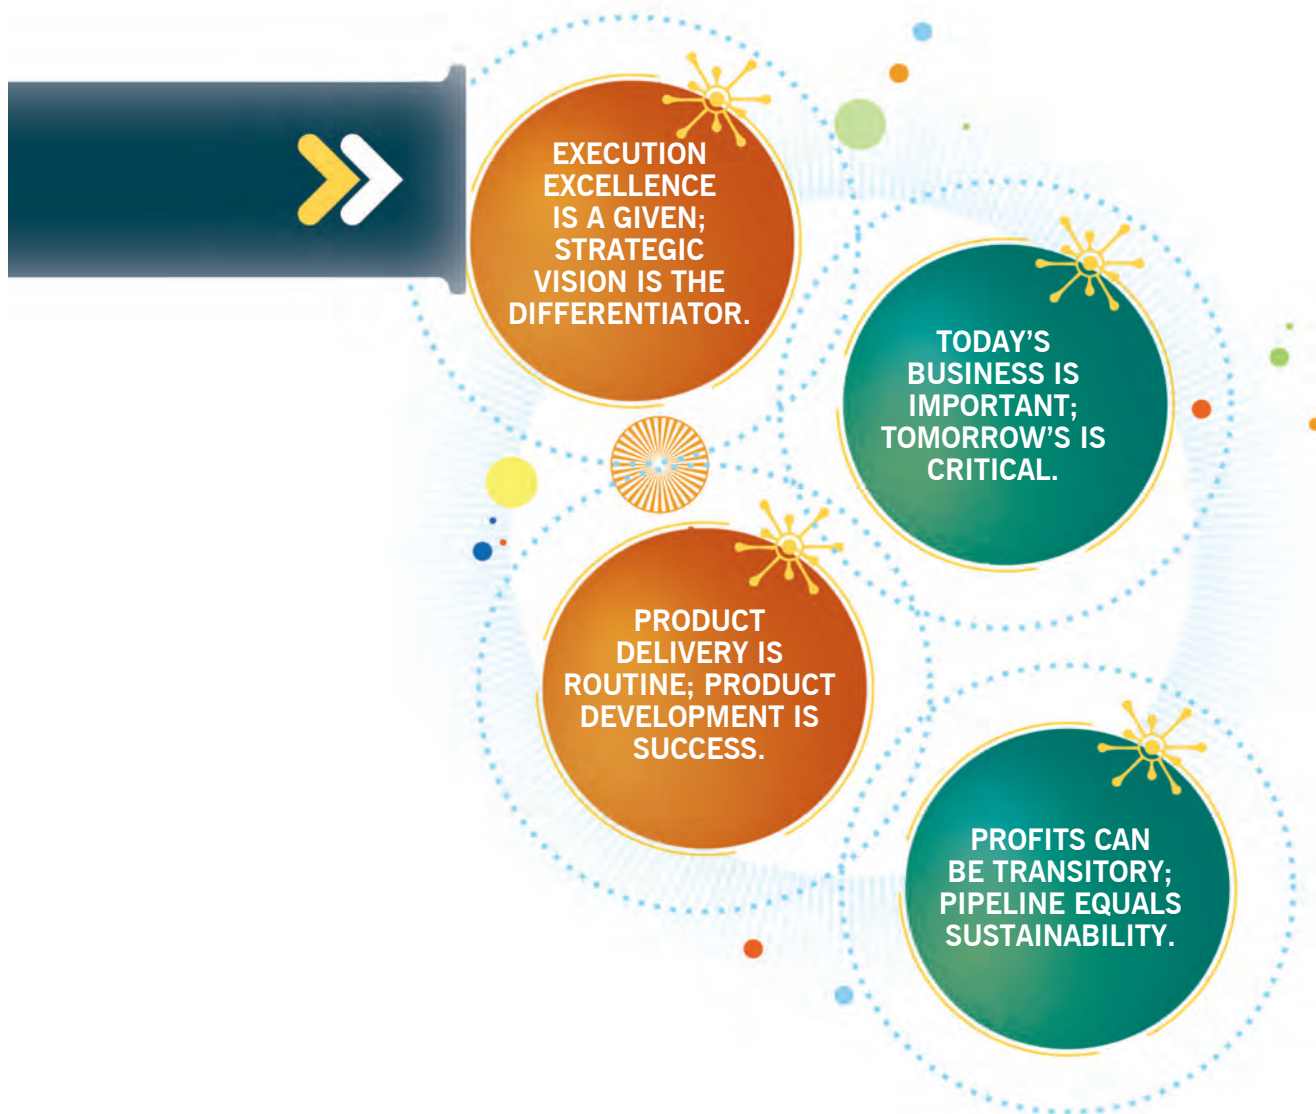 EXECUTION
EXCELLENCE
IS A GIVEN;
STRATEGIC
VISION IS THE
DIFFERENTIATOR.
TODAY’S
BUSINESS IS
IMPORTANT;
TOMORROW’S IS
CRITICAL.
PRODUCT
DELIVERY IS
ROUTINE; PRODUCT
DEVELOPMENT IS
SUCCESS.
PROFITS CAN
BE TRANSITORY;
PIPELINE EQUALS
SUSTAINABILITY.